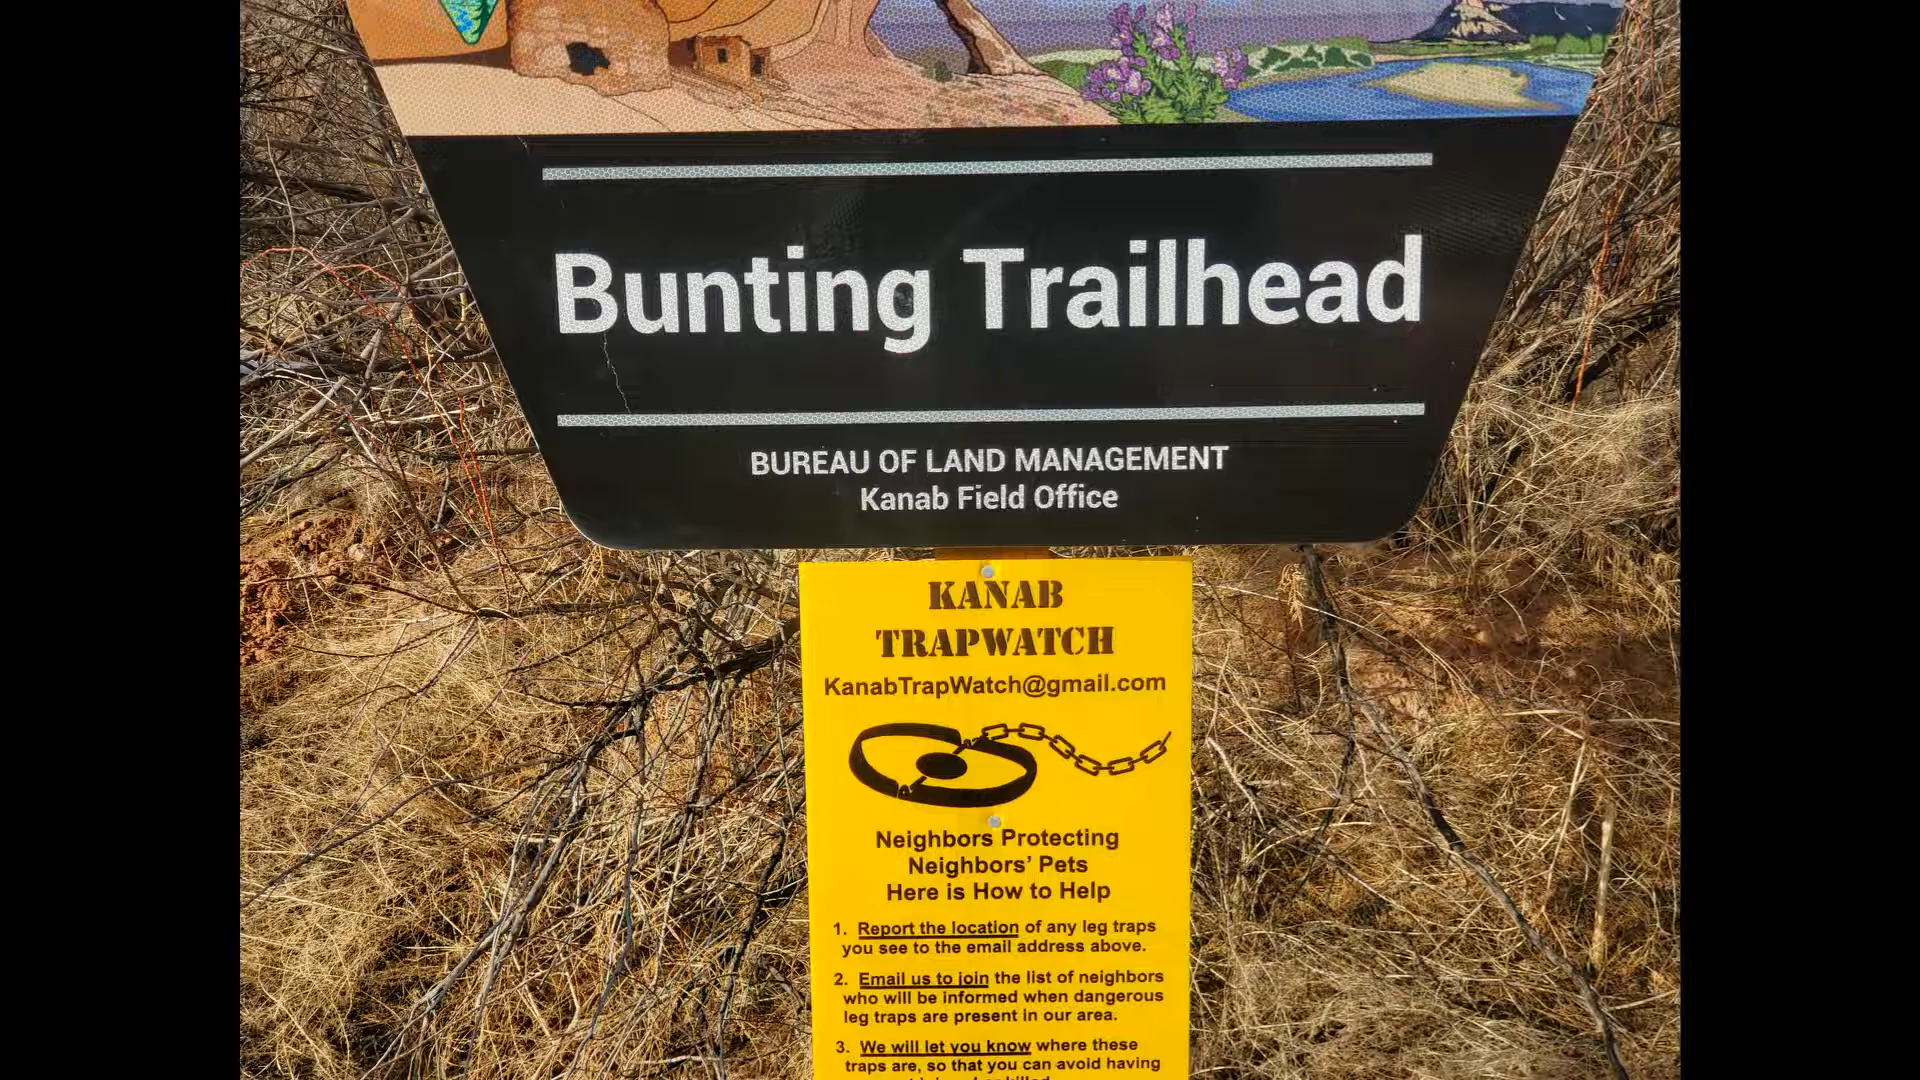 Bunting Trailhead
BUREAU OF LAND MANAGEMENT
Kanab Field Office
KANAB
TRAPWATCH
KanabTrapWatch@gmail.com
Neighbors Protecting
Neighbors' Pets
Here is How to Help
1. Report the location of any leg traps
you see to the email address above.
2. Email us to join the list of neighbors
who will be informed when dangerous
leg traps are present in our area.
3. We will let you know where these
traps are, so that you can avoid having